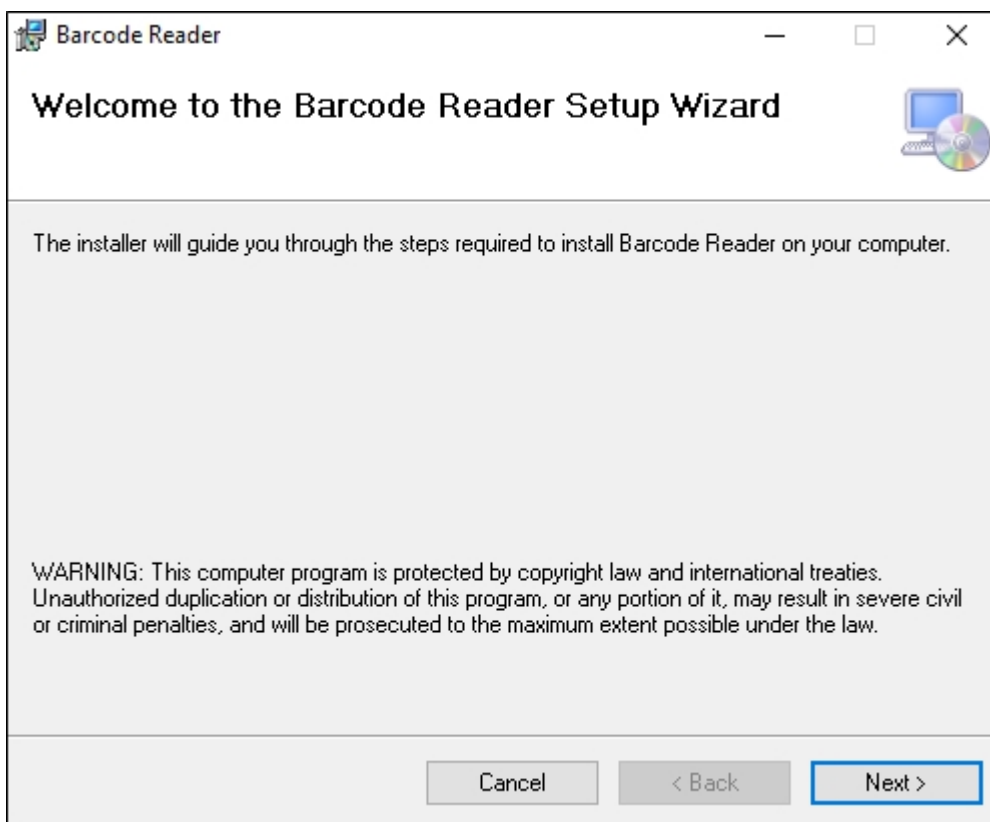 Barcode Reader
Welcome to the Barcode Reader Setup Wizard
The installer will guide you through the steps required to install Barcode Reader on your computer.
WARNING: This computer program is protected by copyright law and international treaties.
Unauthorized duplication or distribution of this program, or any portion of it, may result in severe civil
or criminal penalties, and will be prosecuted to the maximum extent possible under the law.
Cancel < Back Next >